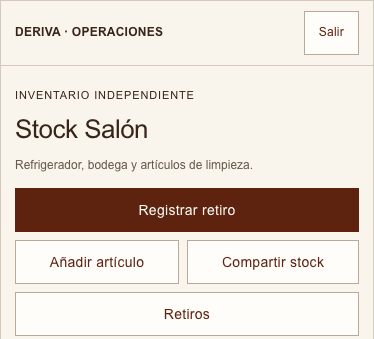 DERIVA · OPERACIONES
Salir
INVENTARIO INDEPENDIENTE
Stock Salón
Refrigerador, bodega y artículos de limpieza.
Registrar retiro
Añadir artículo
Compartir stock
Retiros